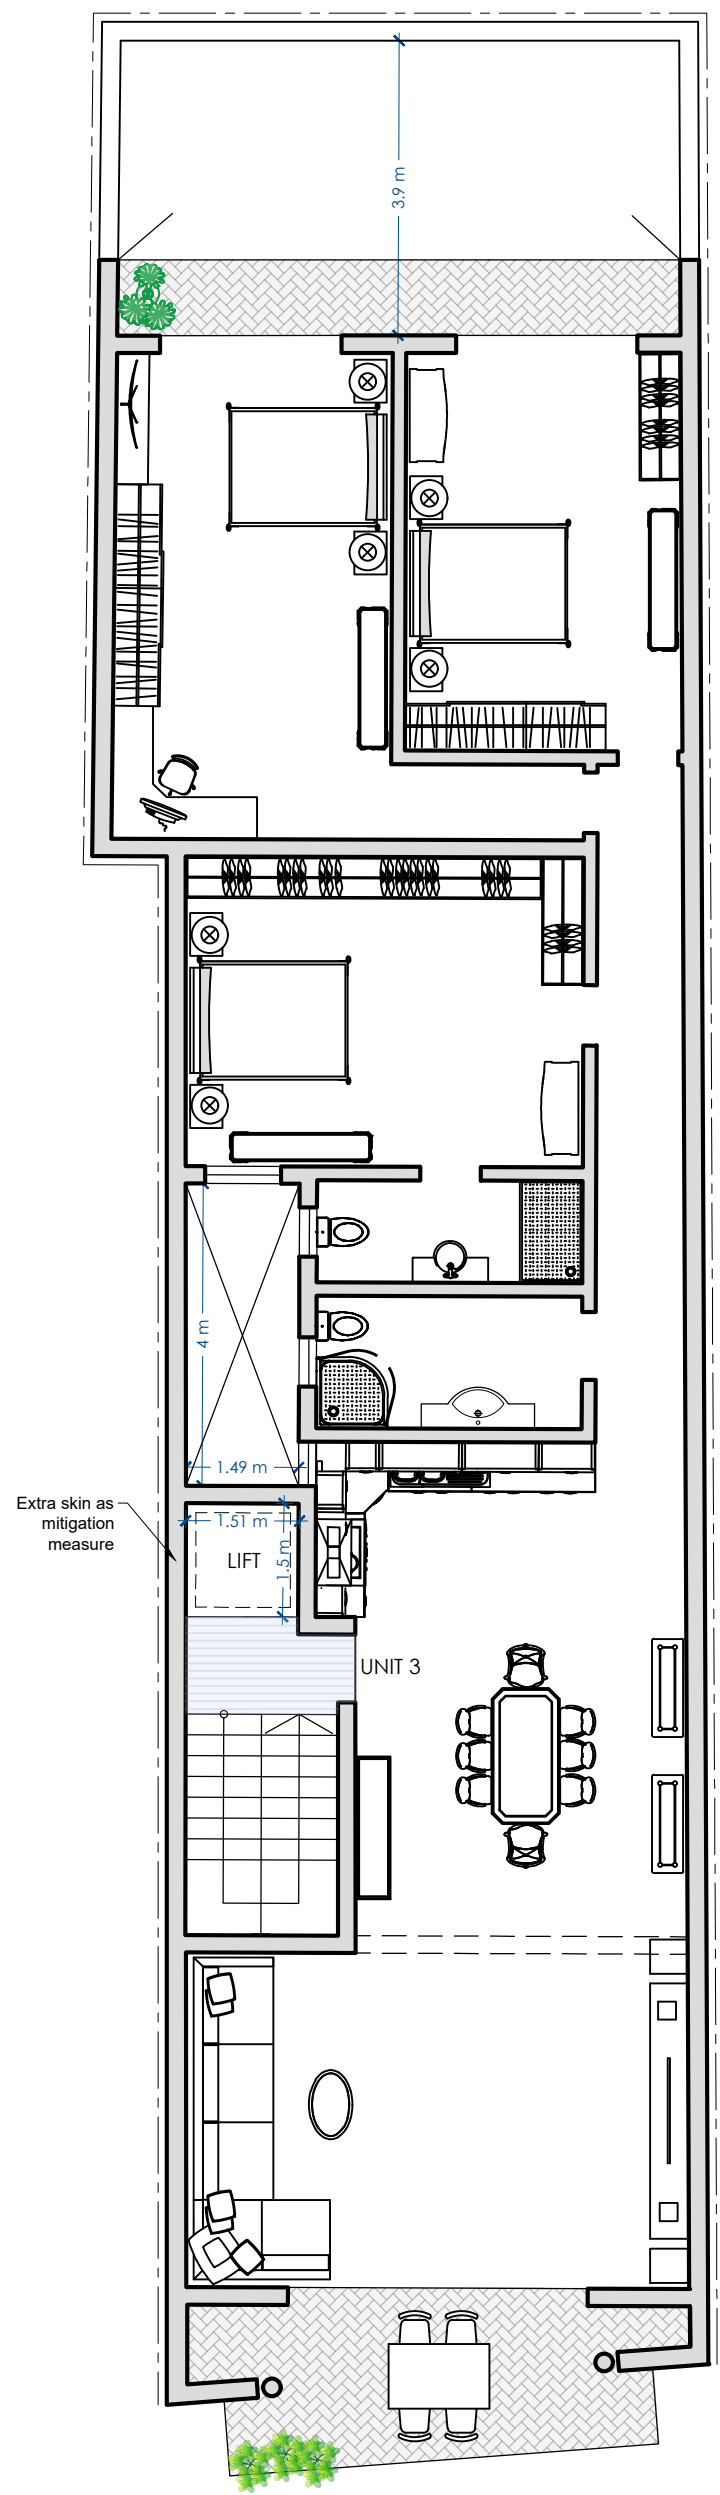 3.9 m
4 m
1.49 m
Extra skin as
mitigation
measure
1.51 m
LIFT
1.5 m
UNIT 3